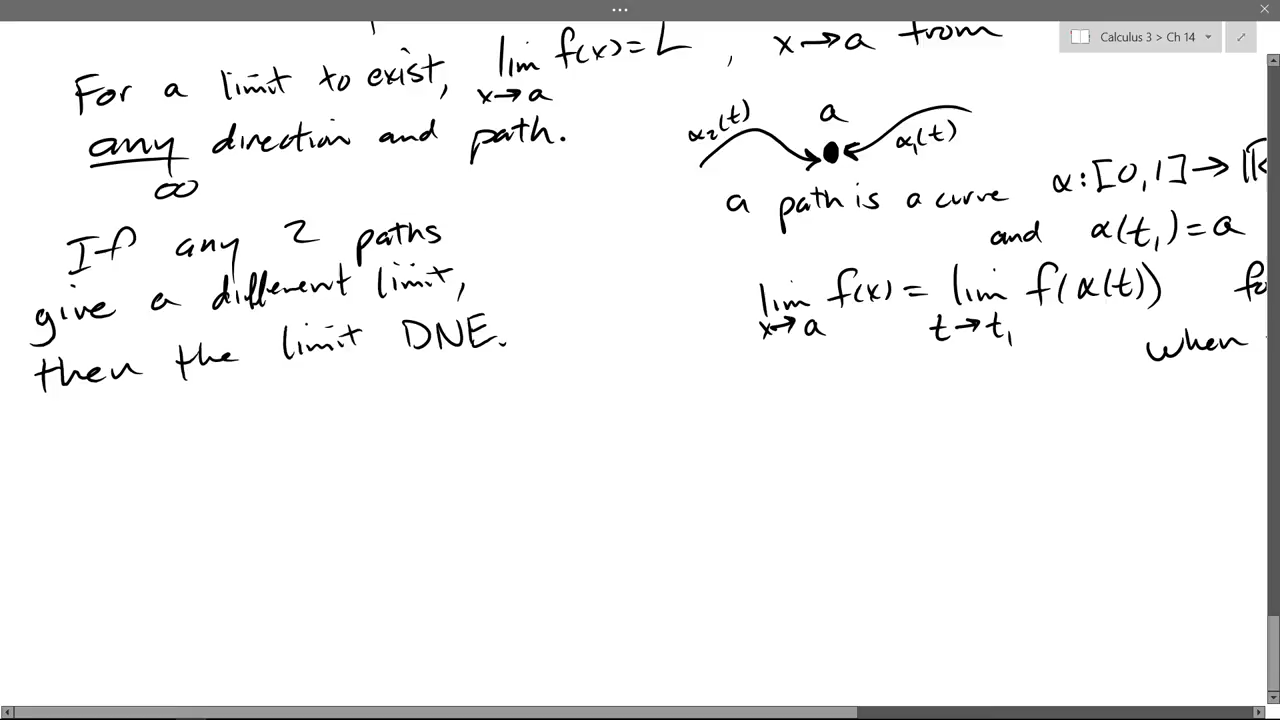 Calculus 3 > Ch 14
For a limit to exist, lim f(x) = L , x→a from
x→a
any direction and path.
∞
If any 2 paths
give a different limit,
then the limit DNE.
a
α₂(t)
α₁(t)
a path is a curve α:[0,1]→
and α(t₁)=a
lim f(x) = lim f(α(t))
x→a t→t₁
when